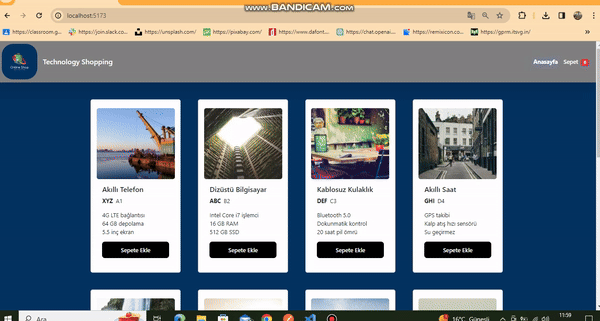 www.BANDICAM.com
localhost:5173
https://classroom.g...
https://join.slack.co...
https://unsplash.com/
https://pixabay.com/
https://www.dafont...
https://chat.openai...
https://remixicon.co...
https://gprm.itsvg.in/
Online Shop
Technology Shopping
Anasayfa
Sepet 0
Akıllı Telefon
XYZ A1
4G LTE bağlantısı
64 GB depolama
5.5 inç ekran
Sepete Ekle
Dizüstü Bilgisayar
ABC B2
Intel Core i7 işlemci
16 GB RAM
512 GB SSD
Sepete Ekle
Kablosuz Kulaklık
DEF C3
Bluetooth 5.0
Dokunmatik kontrol
20 saat pil ömrü
Sepete Ekle
Akıllı Saat
GHI D4
GPS takibi
Kalp atış hızı sensörü
Su geçirmez
Sepete Ekle
Ara
16°C Güneşli
11:59